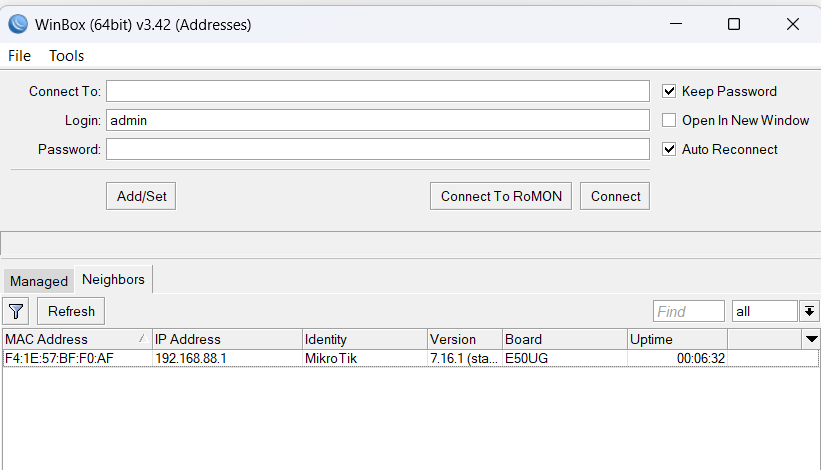 WinBox (64bit) v3.42 (Addresses)
File Tools
Connect To:
Keep Password
Login: admin
Open In New Window
Password:
Auto Reconnect
Add/Set Connect To RoMON Connect
Managed Neighbors
Refresh Find all
MAC Address IP Address Identity Version Board Uptime
F4:1E:57:BF:F0:AF 192.168.88.1 MikroTik 7.16.1 (sta... E50UG 00:06:32